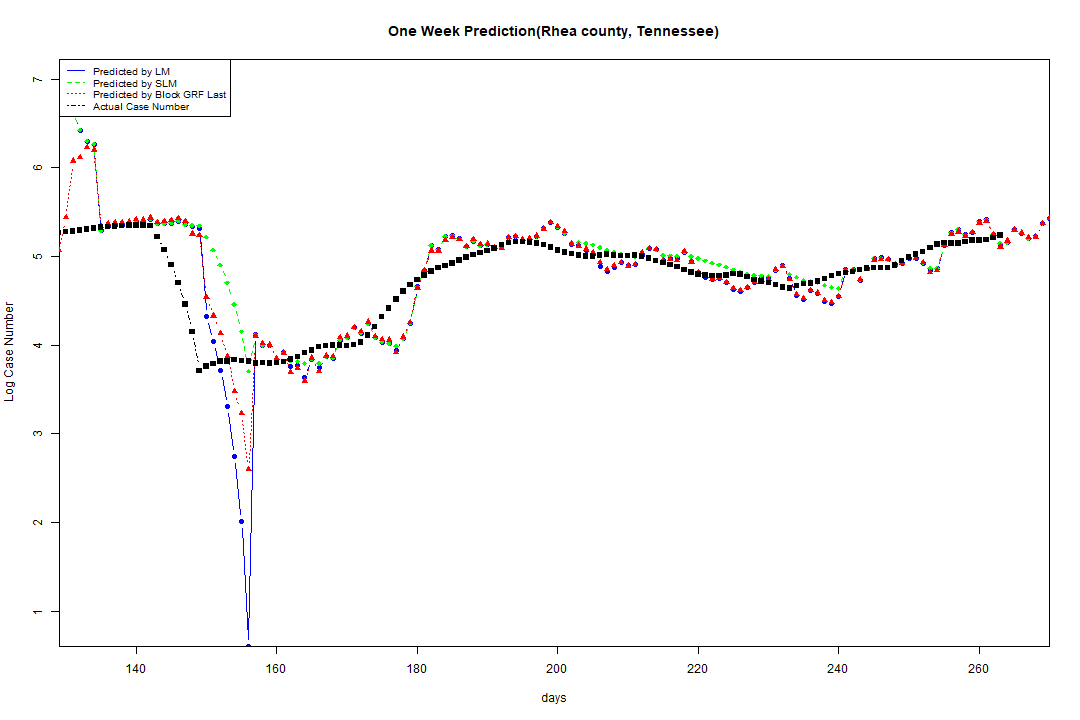 One Week Prediction(Rhea county, Tennessee)
Predicted by LM
Predicted by SLM
Predicted by Block GRF Last
Actual Case Number
7
6
5
4
3
2
1
Log Case Number
140 160 180 200 220 240 260
days